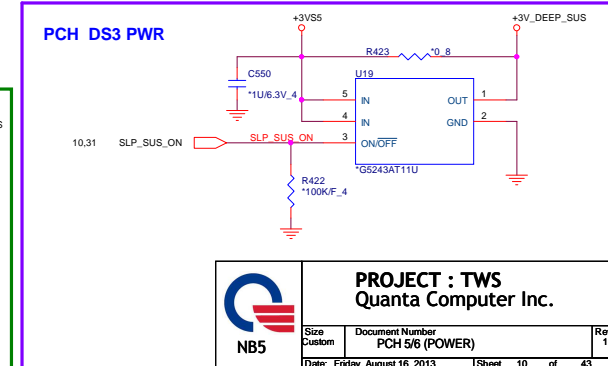 PCH DS3 PWR
+3VS5
+3V_DEEP_SUS
R423
*0_8
C550
*1U/6.3V_4
U19
5
IN
OUT
1
4
IN
GND
2
10,31
SLP_SUS_ON
SLP_SUS_ON
3
ON/OFF
*G5243AT11U
R422
*100K/F_4
s
NB5
PROJECT : TWS
Quanta Computer Inc.
Size
Document Number
Custom
PCH 5/6 (POWER)
Date: Friday, August 16, 2013
Sheet 10 of 43